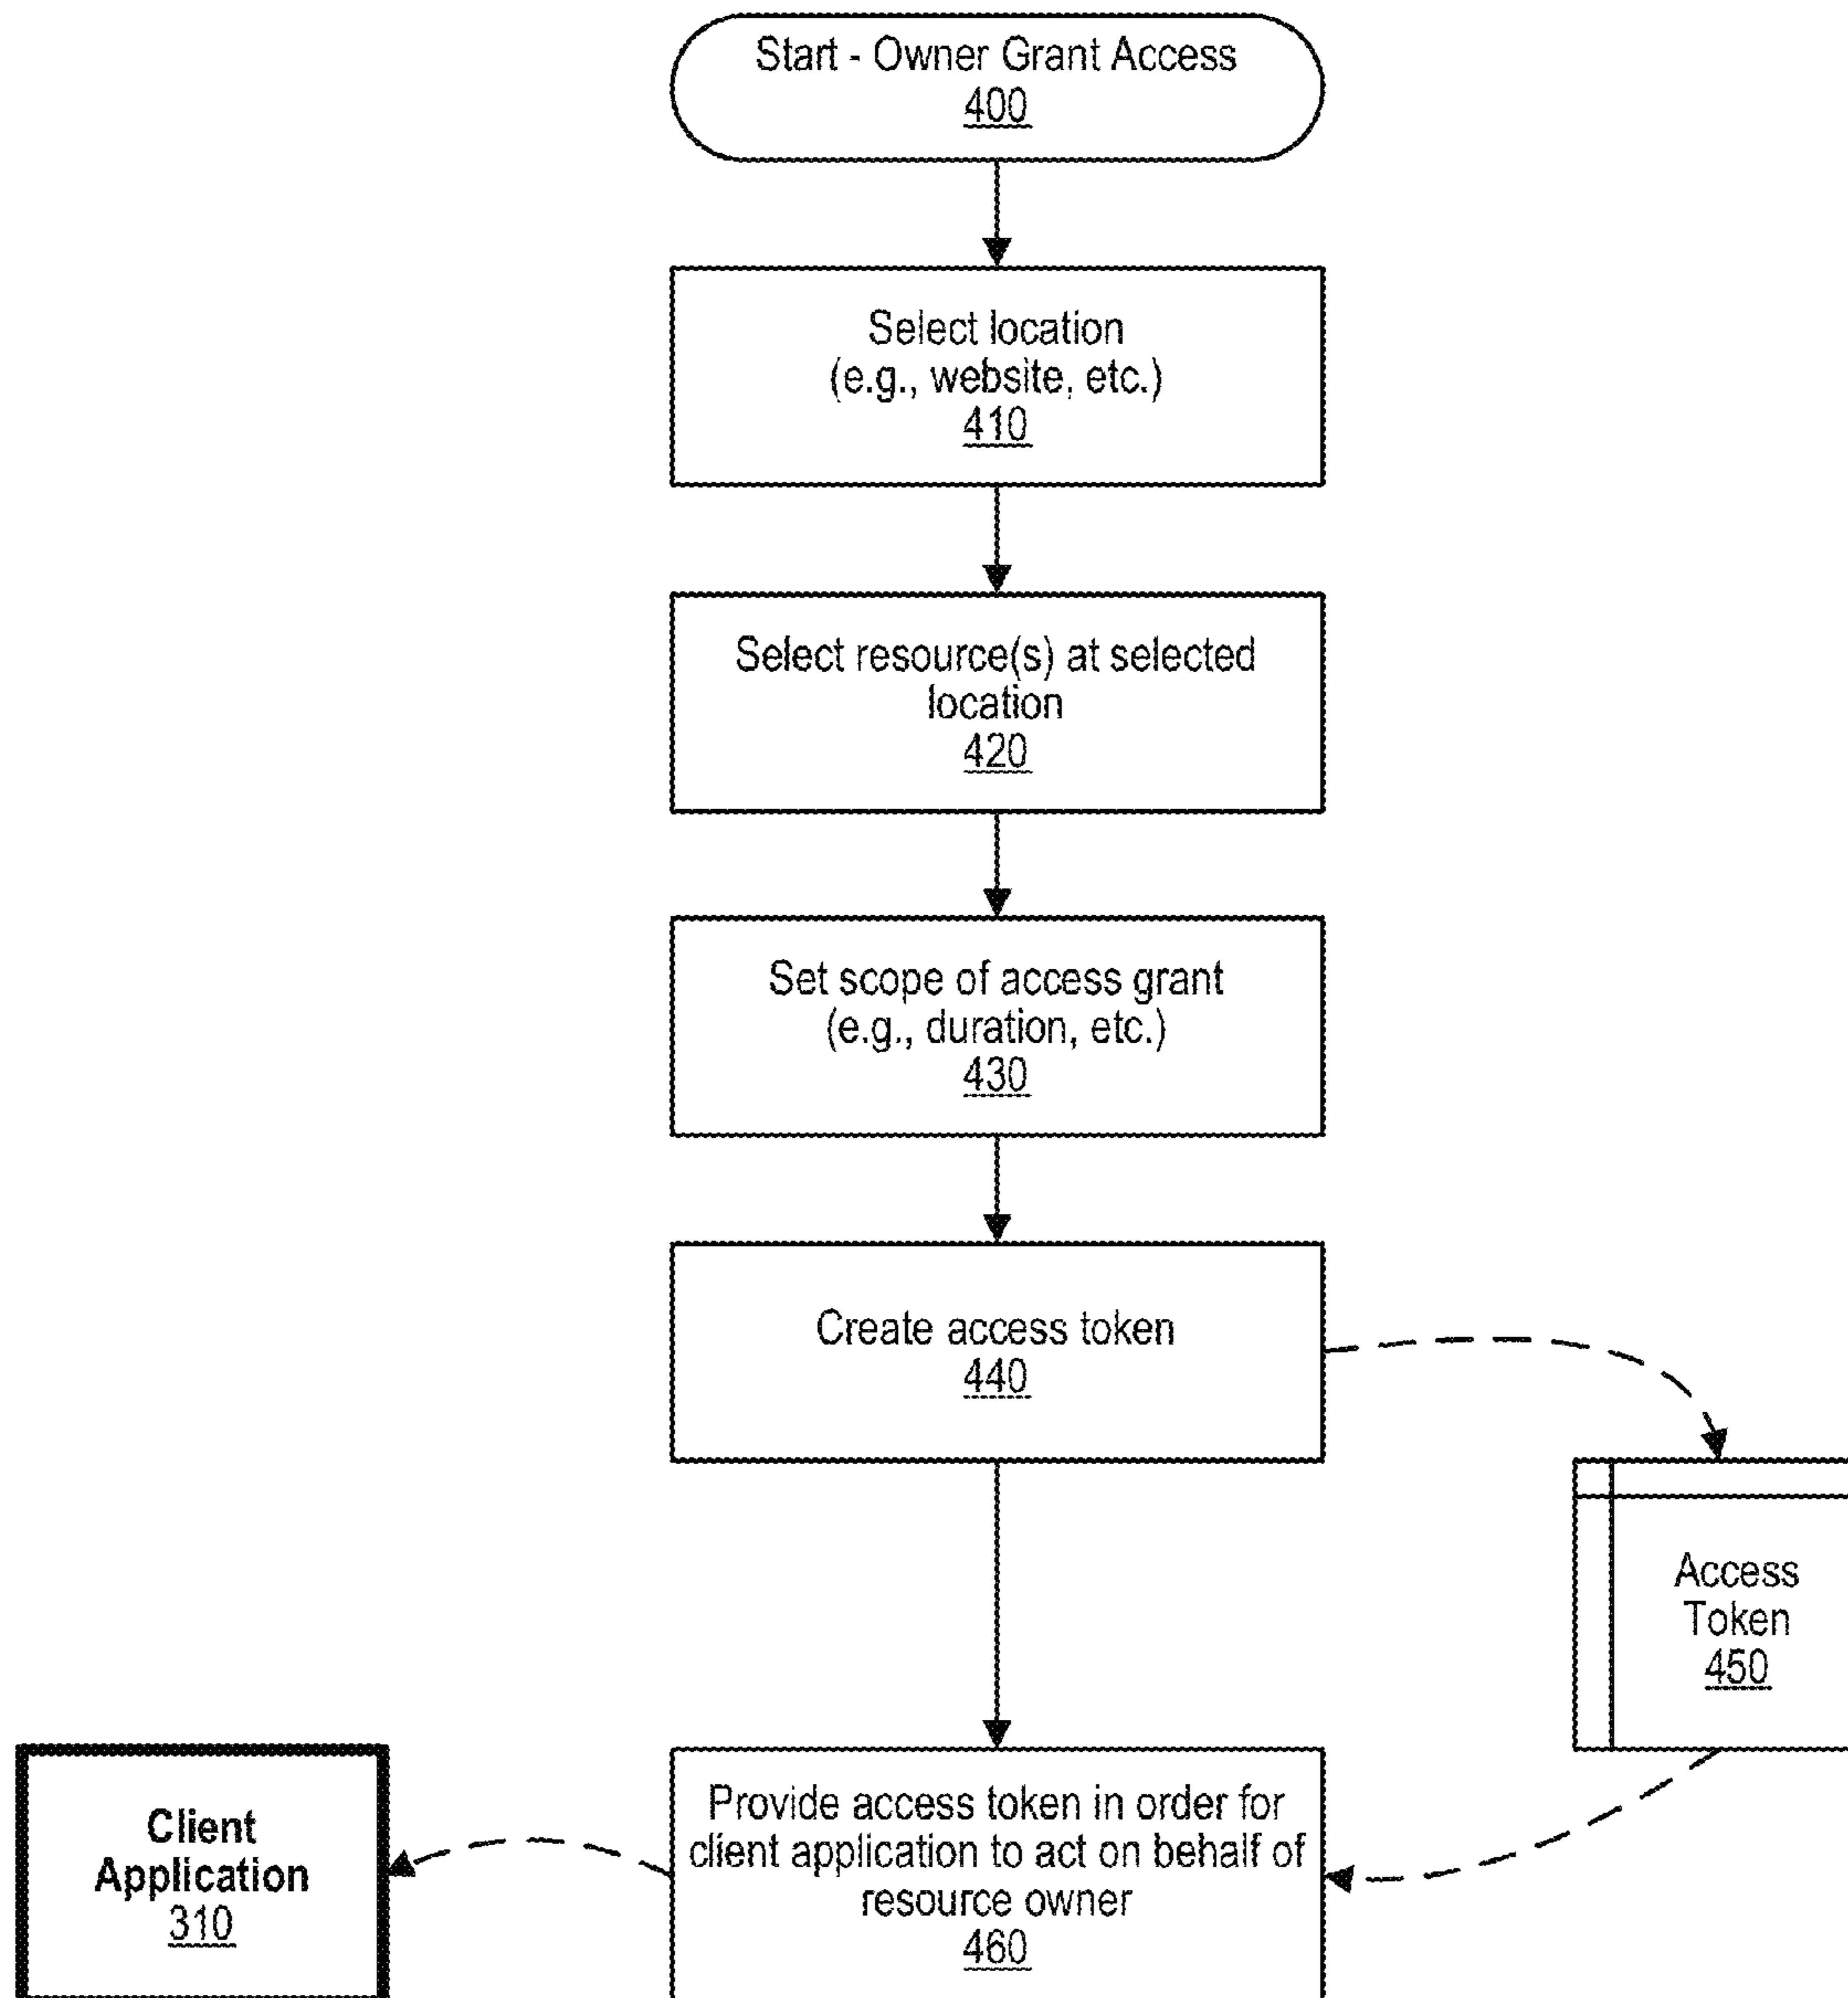 Start - Owner Grant Access
400
Select location
(e.g., website, etc.)
410
Select resource(s) at selected
location
420
Set scope of access grant
(e.g., duration, etc.)
430
Create access token
440
Access
Token
450
Client
Application
310
Provide access token in order for
client application to act on behalf of
resource owner
460